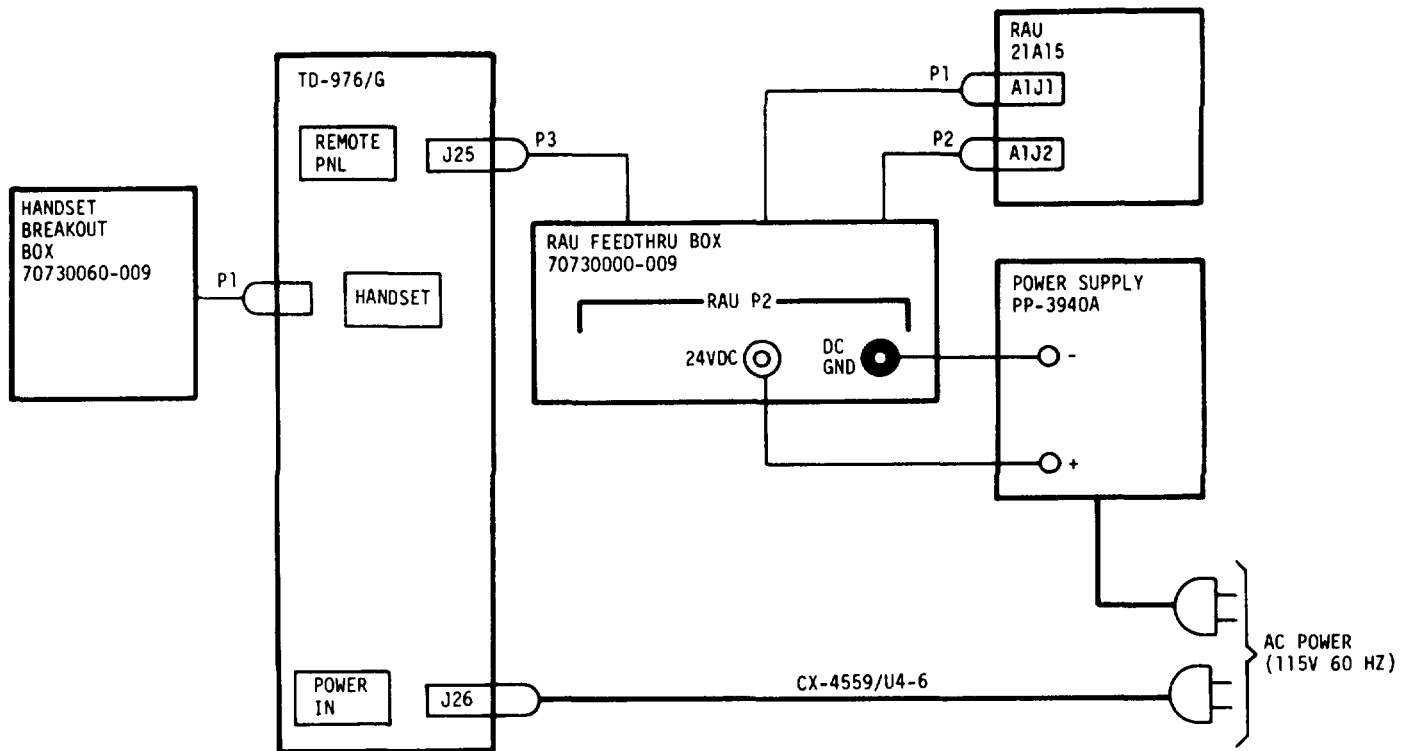 TD-976/G
REMOTE
PNL
J25
P3
HANDSET
BREAKOUT
BOX
70730060-009
P1
HANDSET
POWER
IN
J26
RAU
21A15
P1
A1J1
P2
A1J2
RAU FEEDTHRU BOX
70730000-009
RAU P2
24VDC
DC
GND
POWER SUPPLY
PP-3940A
-
+
CX-4559/U4-6
AC POWER
(115V 60 HZ)